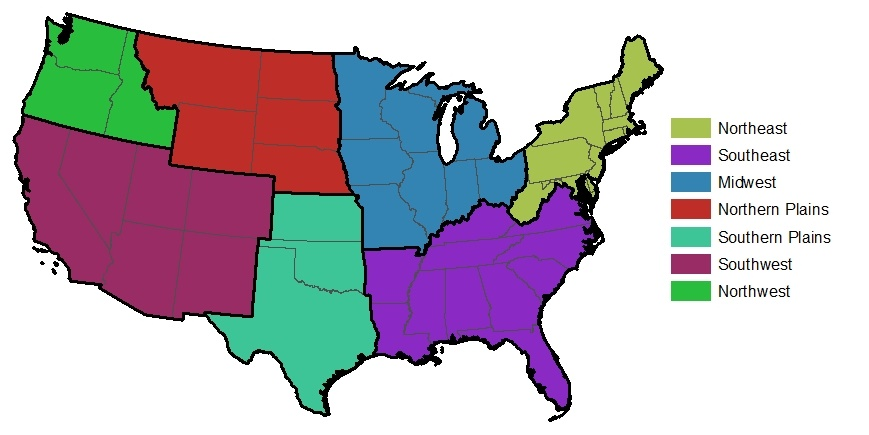 Northeast
Southeast
Midwest
Northern Plains
Southern Plains
Southwest
Northwest